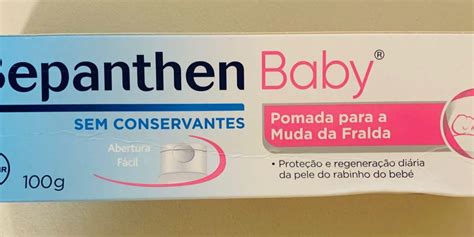 Bepanthen Baby®
SEM CONSERVANTES
Pomada para a
Muda da Fralda
Abertura
Fácil
• Proteção e regeneração diária
da pele do rabinho do bebé
100g